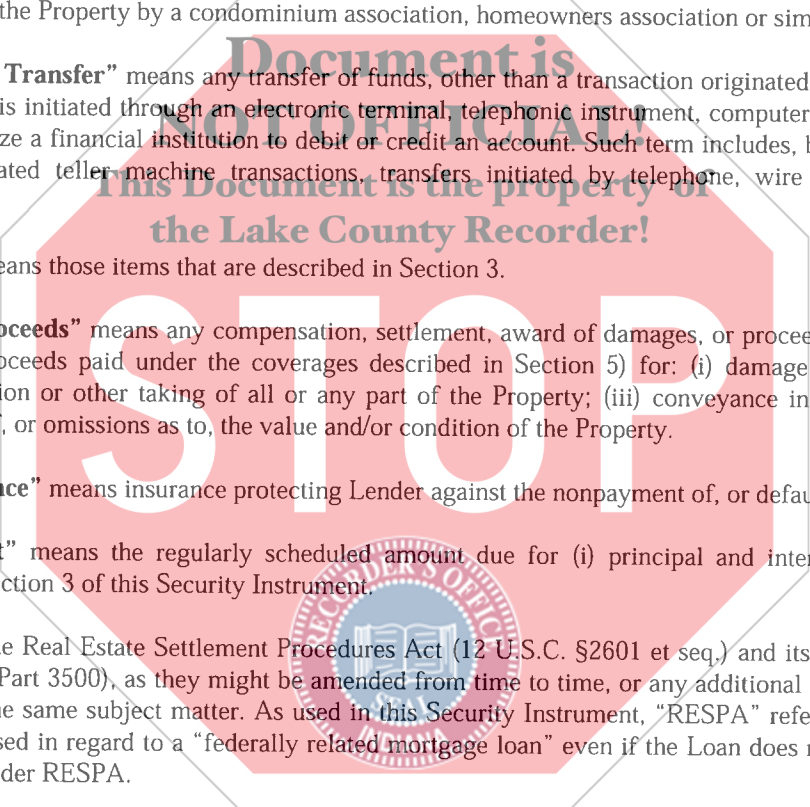 the Property by a condominium association, homeowners association or sim
Document is
Transfer” means any transfer of funds, other than a transaction originated
is initiated through an electronic terminal, telephonic instrument, computer
NOT OFFICIAL!
ze a financial institution to debit or credit an account. Such term includes, b
ated teller machine transactions, transfers initiated by telephone, wire
This Document is the property of
the Lake County Recorder!
eans those items that are described in Section 3.
STOP
oceeds” means any compensation, settlement, award of damages, or procee
oceeds paid under the coverages described in Section 5) for: (i) damage
ion or other taking of all or any part of the Property; (iii) conveyance in
, or omissions as to, the value and/or condition of the Property.
nce” means insurance protecting Lender against the nonpayment of, or defau
t” means the regularly scheduled amount due for (i) principal and inter
ction 3 of this Security Instrument.
RECORDER'S OFFICE
e Real Estate Settlement Procedures Act (12 U.S.C. §2601 et seq.) and its
Part 3500), as they might be amended from time to time, or any additional
SEAL
ne same subject matter. As used in this Security Instrument, “RESPA” refe
INDIANA
sed in regard to a “federally related mortgage loan” even if the Loan does
der RESPA.